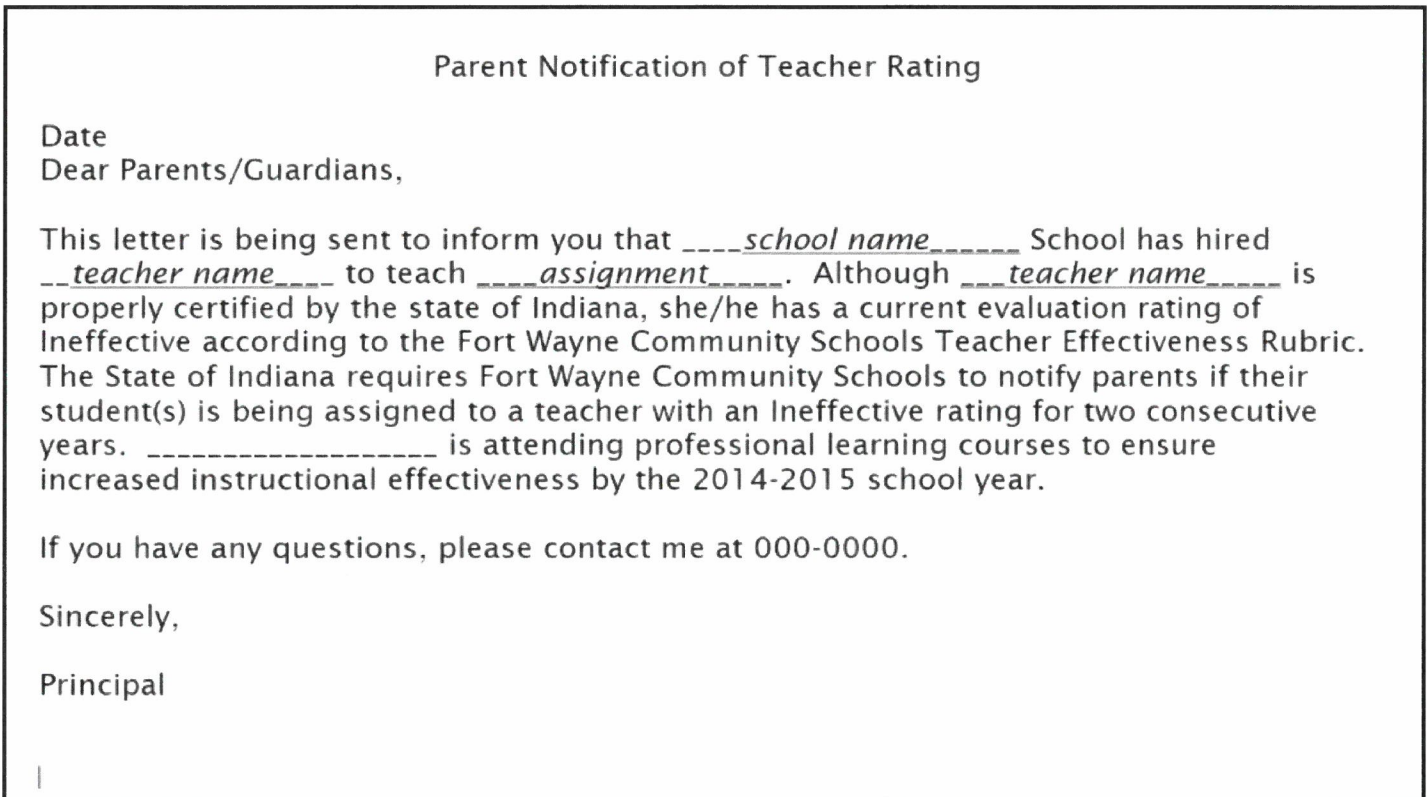 Parent Notification of Teacher Rating
Date
Dear Parents/Guardians,
This letter is being sent to inform you that ____school name______ School has hired
__teacher name____ to teach ____assignment_____. Although ___teacher name_____ is
properly certified by the state of Indiana, she/he has a current evaluation rating of
Ineffective according to the Fort Wayne Community Schools Teacher Effectiveness Rubric.
The State of Indiana requires Fort Wayne Community Schools to notify parents if their
student(s) is being assigned to a teacher with an Ineffective rating for two consecutive
years. ___________________ is attending professional learning courses to ensure
increased instructional effectiveness by the 2014-2015 school year.
If you have any questions, please contact me at 000-0000.
Sincerely,
Principal